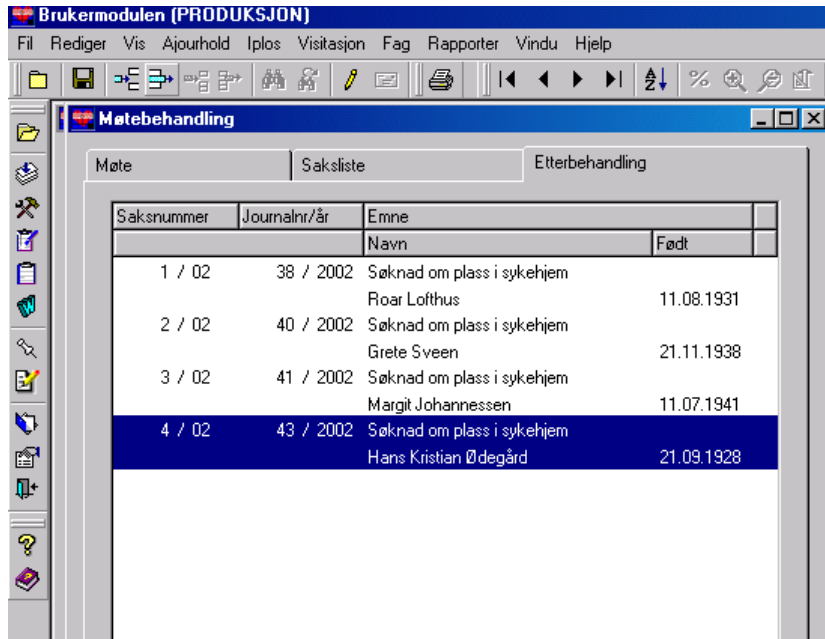 Brukermodulen (PRODUKSJON)
Fil Rediger Vis Ajourhold Iplos Visitasjon Fag Rapporter Vindu Hjelp
Møtebehandling
Møte Saksliste Etterbehandling
Saksnummer Journalnr/år Emne
Navn Født
1 / 02 38 / 2002 Søknad om plass i sykehjem
Roar Lofthus 11.08.1931
2 / 02 40 / 2002 Søknad om plass i sykehjem
Grete Sveen 21.11.1938
3 / 02 41 / 2002 Søknad om plass i sykehjem
Margit Johannessen 11.07.1941
4 / 02 43 / 2002 Søknad om plass i sykehjem
Hans Kristian Ødegård 21.09.1928